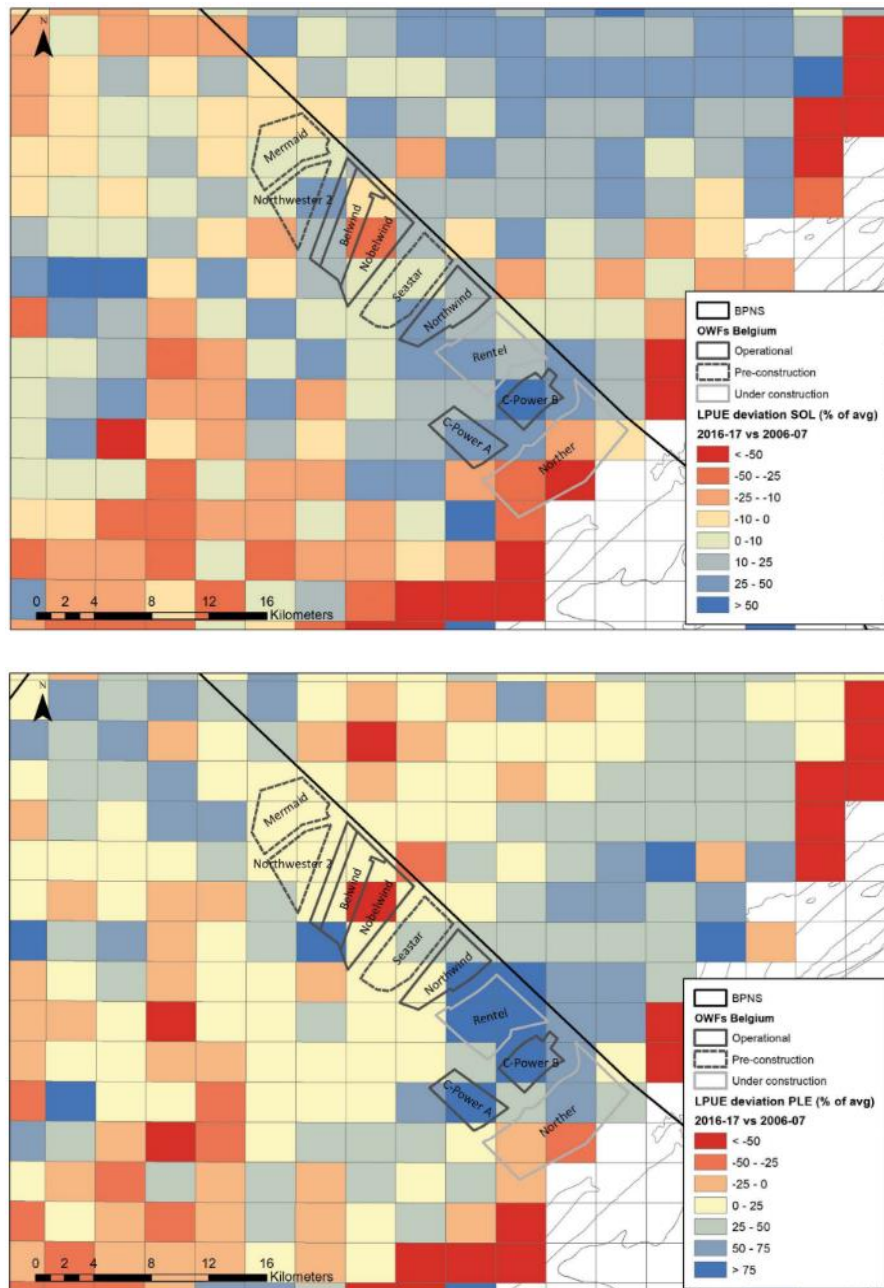 N
Mermaid
Northwester 2
Belwind
Nobelwind
Seastar
Northwind
Rentel
C-Power B
C-Power A
Norther
BPNS
OWFs Belgium
Operational
Pre-construction
Under construction
LPUE deviation SOL (% of avg)
2016-17 vs 2006-07
< -50
-50 - -25
-25 - -10
-10 - 0
0 -10
10 - 25
25 - 50
> 50
0 2 4 8 12 16
Kilometers
N
Mermaid
Northwester 2
Belwind
Nobelwind
Seastar
Northwind
Rentel
C-Power B
C-Power A
Norther
BPNS
OWFs Belgium
Operational
Pre-construction
Under construction
LPUE deviation PLE (% of avg)
2016-17 vs 2006-07
< -50
-50 - -25
-25 - 0
0 - 25
25 - 50
50 - 75
> 75
0 2 4 8 12 16
Kilometers